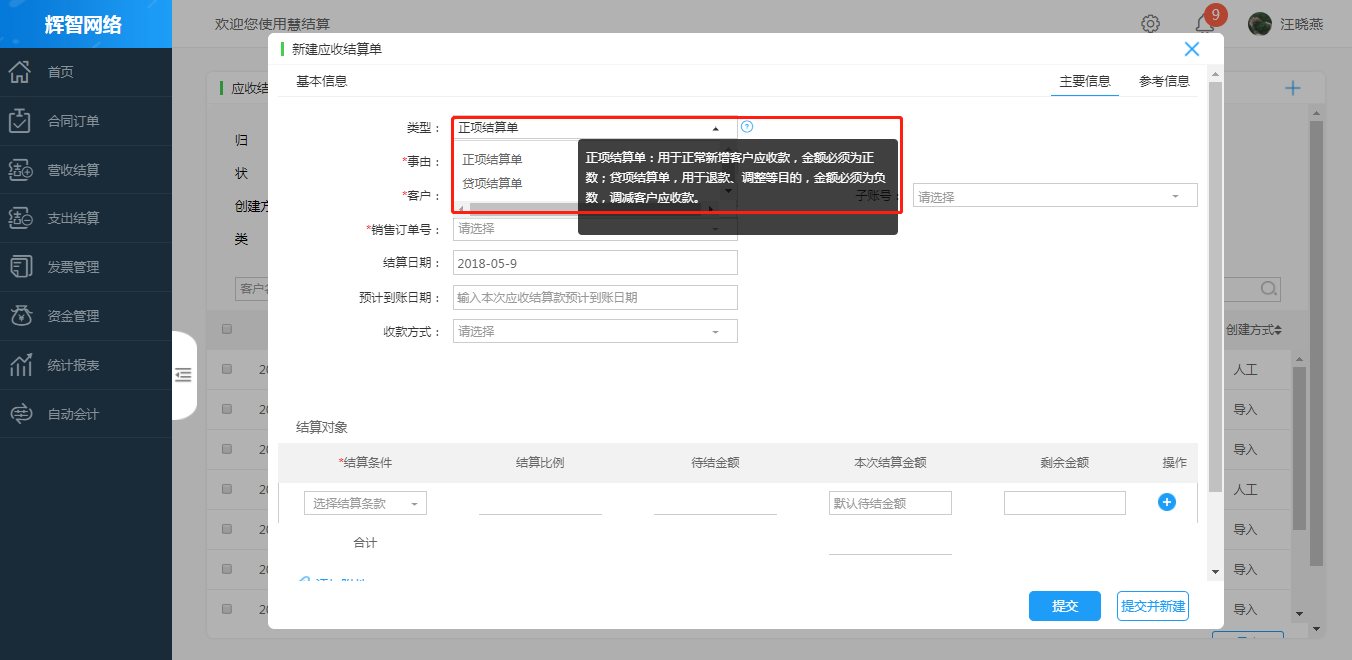 辉智网络
欢迎您使用慧结算
9
汪晓燕
首页
合同订单
营收结算
支出结算
发票管理
资金管理
统计报表
自动会计
应收结
归
状
创建方
类
客户名
新建应收结算单
基本信息
主要信息
参考信息
类型：
正项结算单
?
正项结算单
贷项结算单
正项结算单：用于正常新增客户应收款，金额必须为正
数；贷项结算单，用于退款、调整等目的，金额必须为负
数，调减客户应收款。
*事由：
*客户：
子账号：
请选择
*销售订单号：
请选择
结算日期：
2018-05-9
预计到账日期：
输入本次应收结算款预计到账日期
收款方式：
请选择
结算对象
*结算条件
结算比例
待结金额
本次结算金额
剩余金额
操作
选择结算条款
默认待结金额
合计
提交
提交并新建
创建方式
人工
导入
导入
人工
导入
导入
导入
20
20
20
20
20
20
20